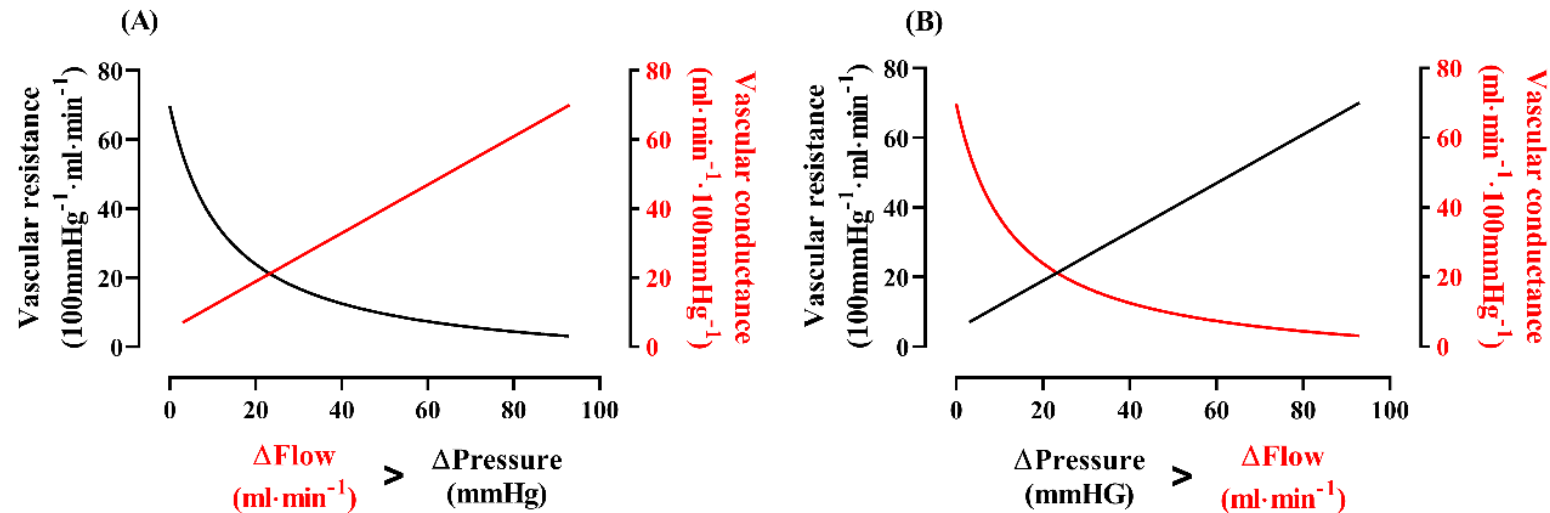 (A)
Vascular resistance
(100mmHg⁻¹·ml·min⁻¹)
80
60
40
20
0
80
60
40
20
0
Vascular conductance
(ml·min⁻¹·100mmHg⁻¹)
0 20 40 60 80 100
ΔFlow
(ml·min⁻¹)
>
ΔPressure
(mmHg)
(B)
Vascular resistance
(100mmHg⁻¹·ml·min⁻¹)
80
60
40
20
0
80
60
40
20
0
Vascular conductance
(ml·min⁻¹·100mmHg⁻¹)
0 20 40 60 80 100
ΔPressure
(mmHG)
>
ΔFlow
(ml·min⁻¹)